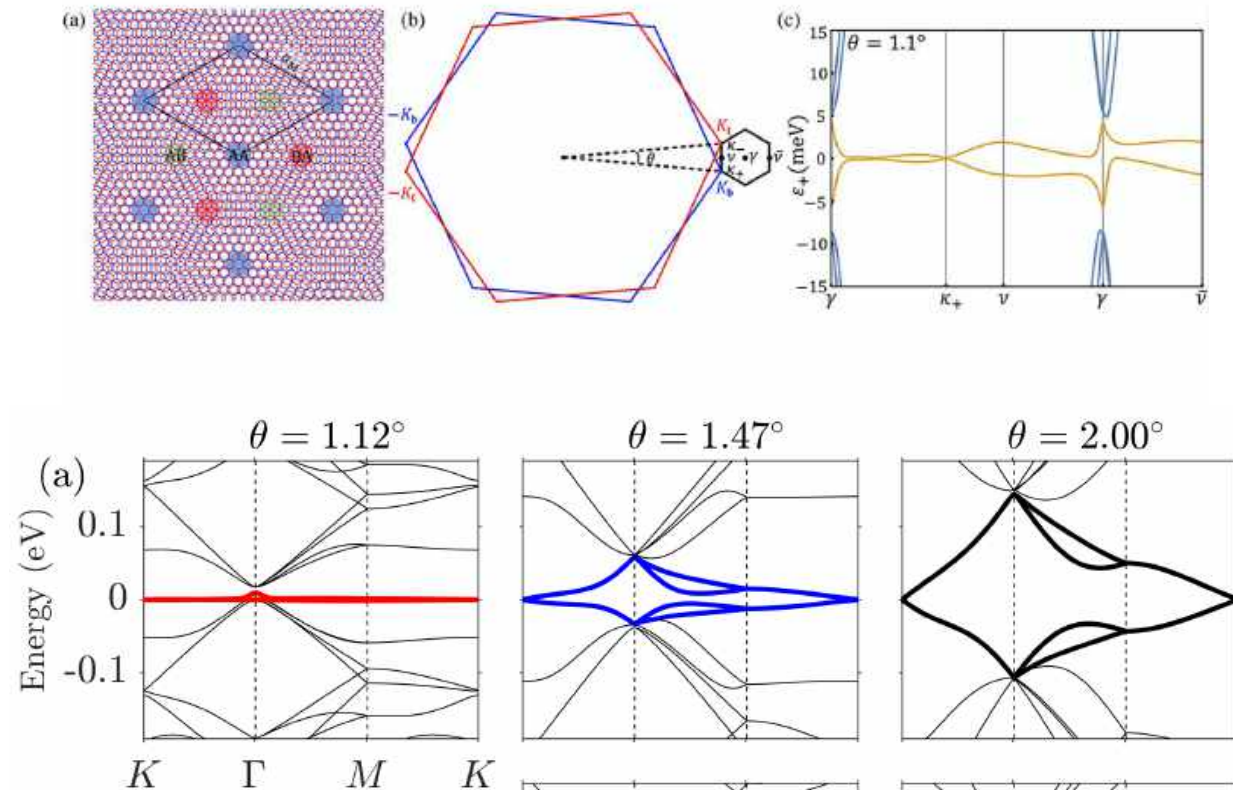 (a)
a_M
AB
AA
BA
(b)
-K_b
-K_t
θ
K_t
κ_-
ν
γ
ν̄
κ_+
K_b
(c)
θ = 1.1°
ε_+(meV)
15
10
5
0
-5
-10
-15
γ
κ_+
ν
γ
ν̄
(a)
θ = 1.12°
θ = 1.47°
θ = 2.00°
Energy (eV)
0.1
0
-0.1
K
Γ
M
K